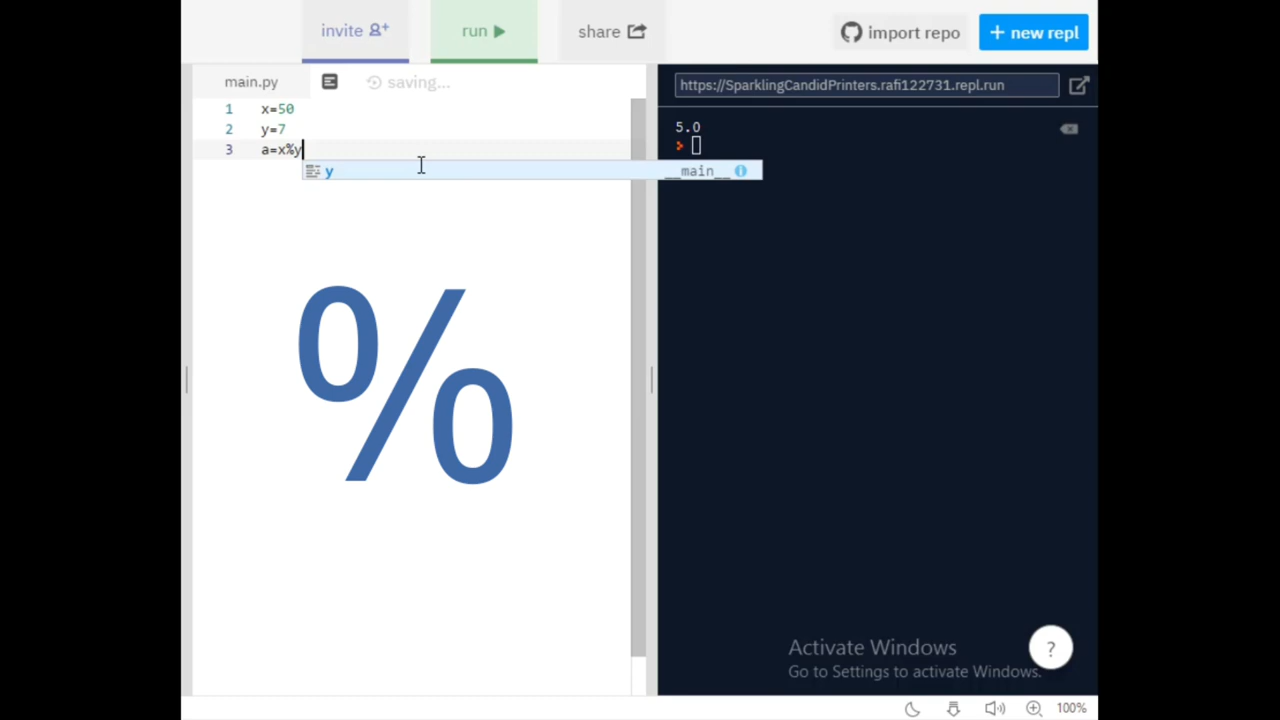 invite
run
share
import repo
+ new repl
main.py
saving...
https://SparklingCandidPrinters.rafi122731.repl.run
1 x=50
2 y=7
3 a=x%y
y __main__
5.0
%
Activate Windows
Go to Settings to activate Windows.
?
100%